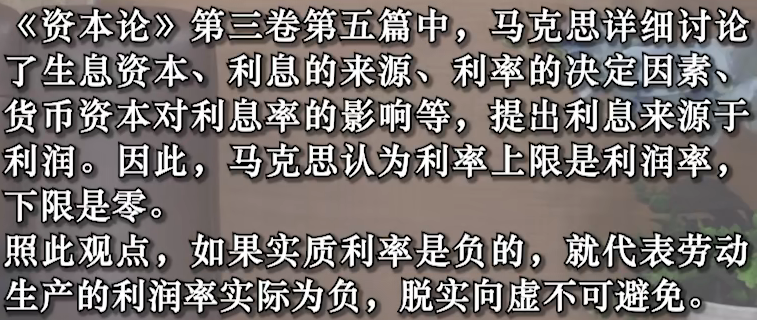 《资本论》第三卷第五篇中，马克思详细讨论
了生息资本、利息的来源、利率的决定因素、
货币资本对利息率的影响等，提出利息来源于
利润。因此，马克思认为利率上限是利润率，
下限是零。
照此观点，如果实质利率是负的，就代表劳动
生产的利润率实际为负，脱实向虚不可避免。